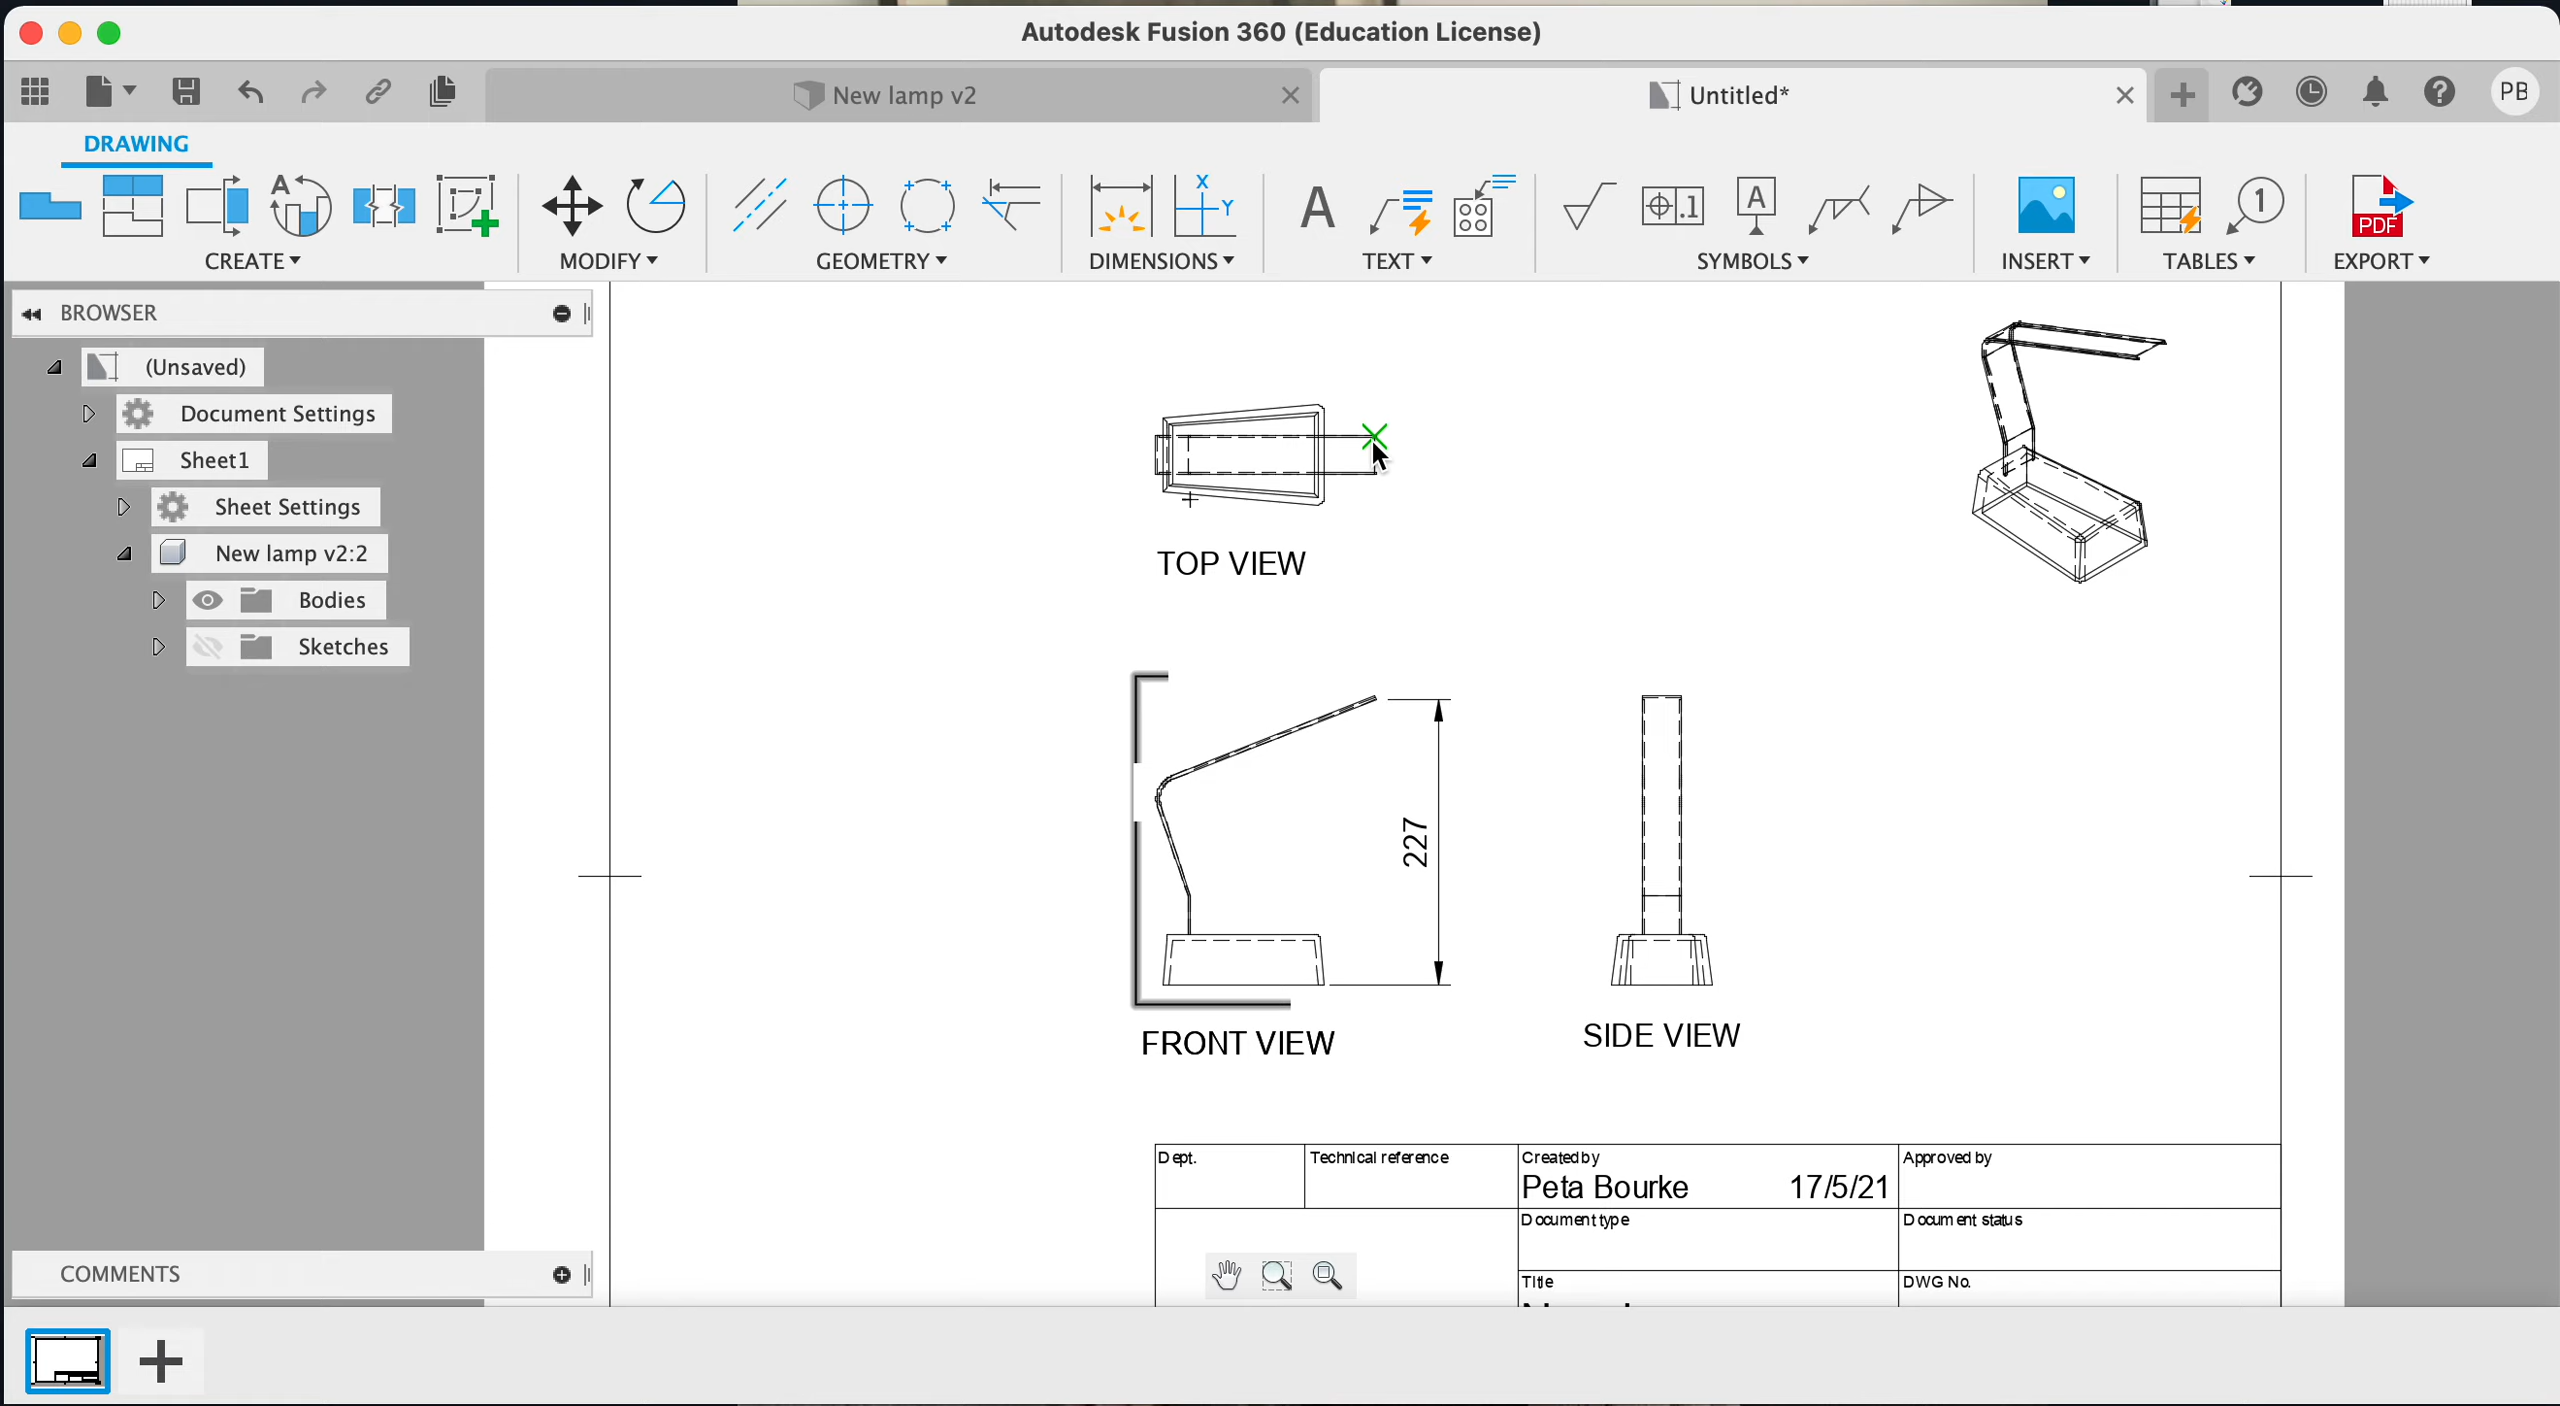 Autodesk Fusion 360 (Education License)
New lamp v2
Untitled*
PB
DRAWING
A
X
Y
A
.1
A
1
PDF
CREATE
MODIFY
GEOMETRY
DIMENSIONS
TEXT
SYMBOLS
INSERT
TABLES
EXPORT
BROWSER
(Unsaved)
Document Settings
Sheet1
Sheet Settings
New lamp v2:2
Bodies
Sketches
TOP VIEW
227
FRONT VIEW
SIDE VIEW
Dept.
Technical reference
Created by
Approved by
Peta Bourke 17/5/21
Document type
Document status
Title
DWG No.
COMMENTS